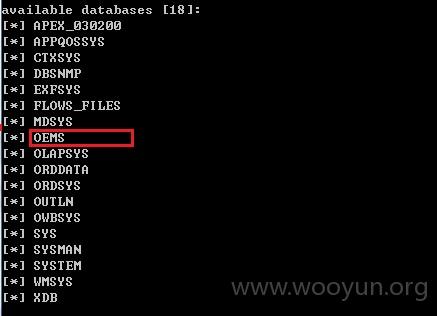 available databases [18]:
[*] APEX_030200
[*] APPQOSSYS
[*] CTXSYS
[*] DBSNMP
[*] EXFSYS
[*] FLOWS_FILES
[*] MDSYS
[*] OEMS
[*] OLAPSYS
[*] ORDDATA
[*] ORDSYS
[*] OUTLN
[*] OWBSYS
[*] SYS
[*] SYSMAN
[*] SYSTEM
[*] WMSYS
[*] XDB
www.wooyun.org